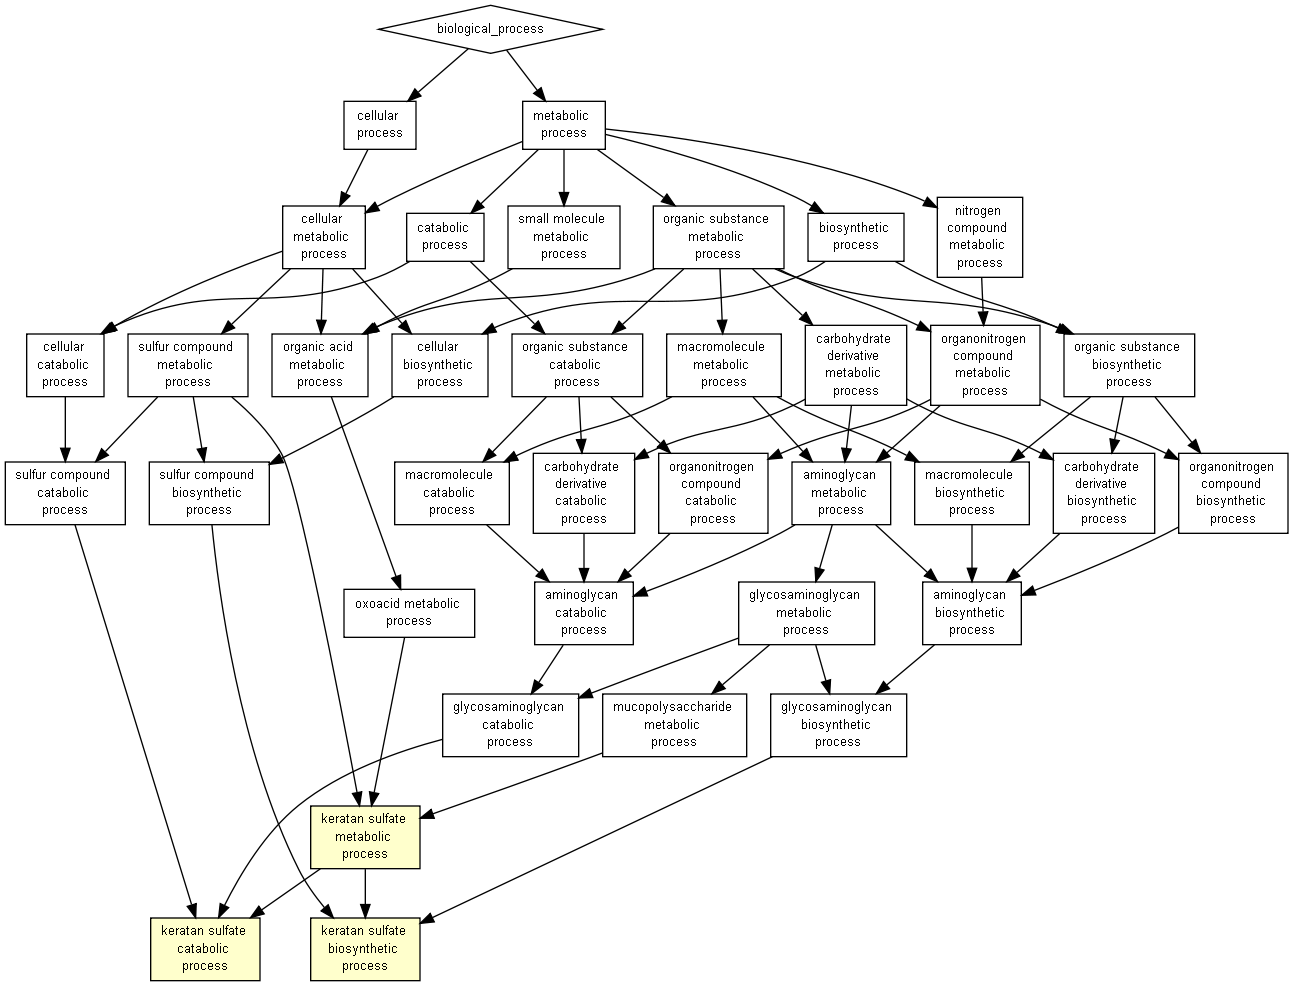 biological_process
cellular
process
metabolic
process
cellular
metabolic
process
catabolic
process
small molecule
metabolic
process
organic substance
metabolic
process
biosynthetic
process
nitrogen
compound
metabolic
process
cellular
catabolic
process
sulfur compound
metabolic
process
organic acid
metabolic
process
cellular
biosynthetic
process
organic substance
catabolic
process
macromolecule
metabolic
process
carbohydrate
derivative
metabolic
process
organonitrogen
compound
metabolic
process
organic substance
biosynthetic
process
sulfur compound
catabolic
process
sulfur compound
biosynthetic
process
macromolecule
catabolic
process
carbohydrate
derivative
catabolic
process
organonitrogen
compound
catabolic
process
aminoglycan
metabolic
process
macromolecule
biosynthetic
process
carbohydrate
derivative
biosynthetic
process
organonitrogen
compound
biosynthetic
process
oxoacid metabolic
process
aminoglycan
catabolic
process
glycosaminoglycan
metabolic
process
aminoglycan
biosynthetic
process
glycosaminoglycan
catabolic
process
mucopolysaccharide
metabolic
process
glycosaminoglycan
biosynthetic
process
keratan sulfate
metabolic
process
keratan sulfate
catabolic
process
keratan sulfate
biosynthetic
process